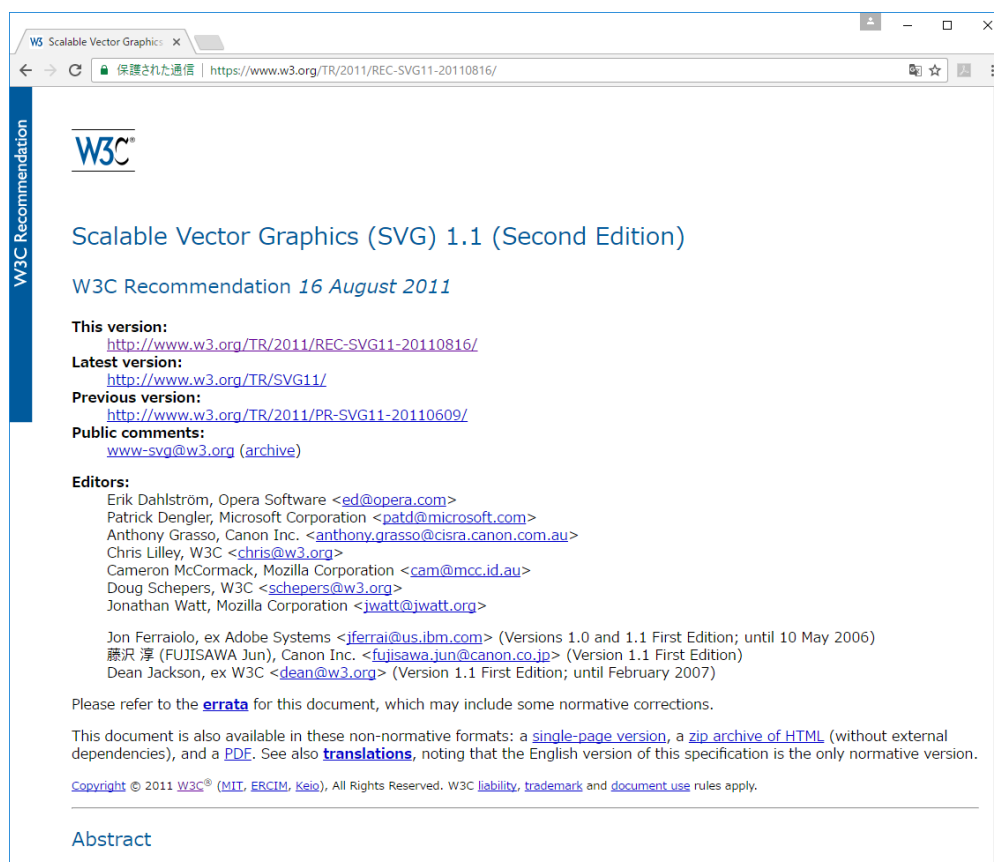 Scalable Vector Graphics
保護された通信 | https://www.w3.org/TR/2011/REC-SVG11-20110816/
W3C Recommendation
W3C®
Scalable Vector Graphics (SVG) 1.1 (Second Edition)
W3C Recommendation 16 August 2011
This version:
http://www.w3.org/TR/2011/REC-SVG11-20110816/
Latest version:
http://www.w3.org/TR/SVG11/
Previous version:
http://www.w3.org/TR/2011/PR-SVG11-20110609/
Public comments:
www-svg@w3.org (archive)
Editors:
Erik Dahlström, Opera Software <ed@opera.com>
Patrick Dengler, Microsoft Corporation <patd@microsoft.com>
Anthony Grasso, Canon Inc. <anthony.grasso@cisra.canon.com.au>
Chris Lilley, W3C <chris@w3.org>
Cameron McCormack, Mozilla Corporation <cam@mcc.id.au>
Doug Schepers, W3C <schepers@w3.org>
Jonathan Watt, Mozilla Corporation <jwatt@jwatt.org>
Jon Ferraiolo, ex Adobe Systems <jferrai@us.ibm.com> (Versions 1.0 and 1.1 First Edition; until 10 May 2006)
藤沢 淳 (FUJISAWA Jun), Canon Inc. <fujisawa.jun@canon.co.jp> (Version 1.1 First Edition)
Dean Jackson, ex W3C <dean@w3.org> (Version 1.1 First Edition; until February 2007)
Please refer to the errata for this document, which may include some normative corrections.
This document is also available in these non-normative formats: a single-page version, a zip archive of HTML (without external
dependencies), and a PDF. See also translations, noting that the English version of this specification is the only normative version.
Copyright © 2011 W3C® (MIT, ERCIM, Keio), All Rights Reserved. W3C liability, trademark and document use rules apply.
Abstract